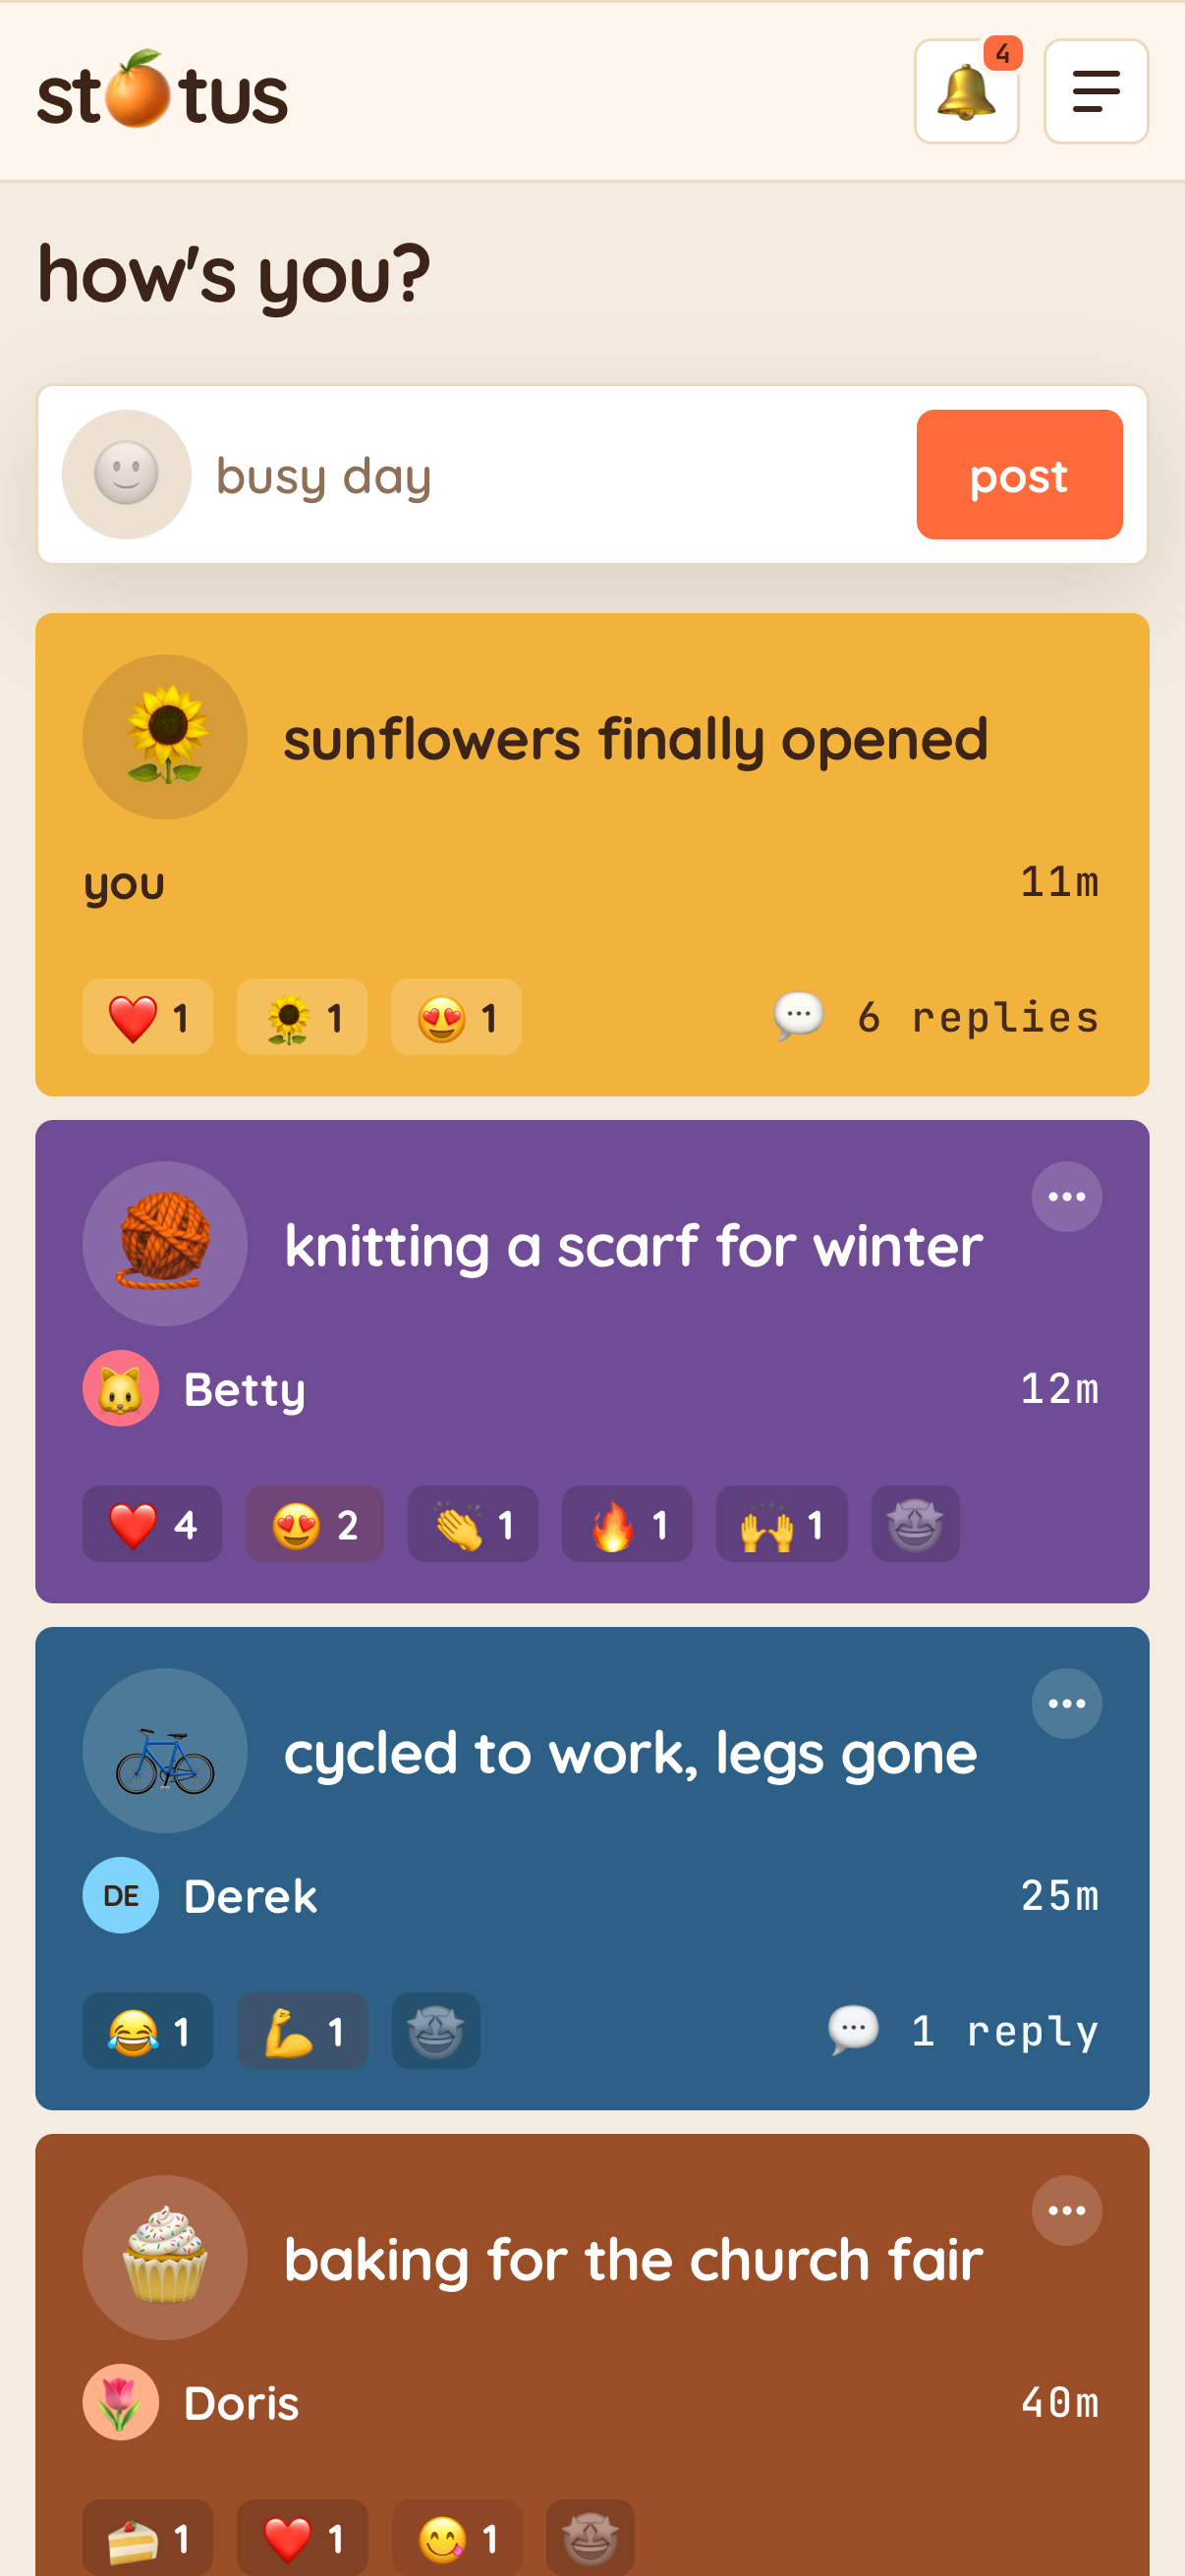 st🍊tus
4
how's you?
busy day
post
sunflowers finally opened
you 11m
❤️ 1 🌻 1 😍 1 💬 6 replies
knitting a scarf for winter
Betty 12m
❤️ 4 😍 2 👏 1 🔥 1 🙌 1
cycled to work, legs gone
DE Derek 25m
😂 1 💪 1 💬 1 reply
baking for the church fair
Doris 40m
🍰 1 ❤️ 1 😋 1